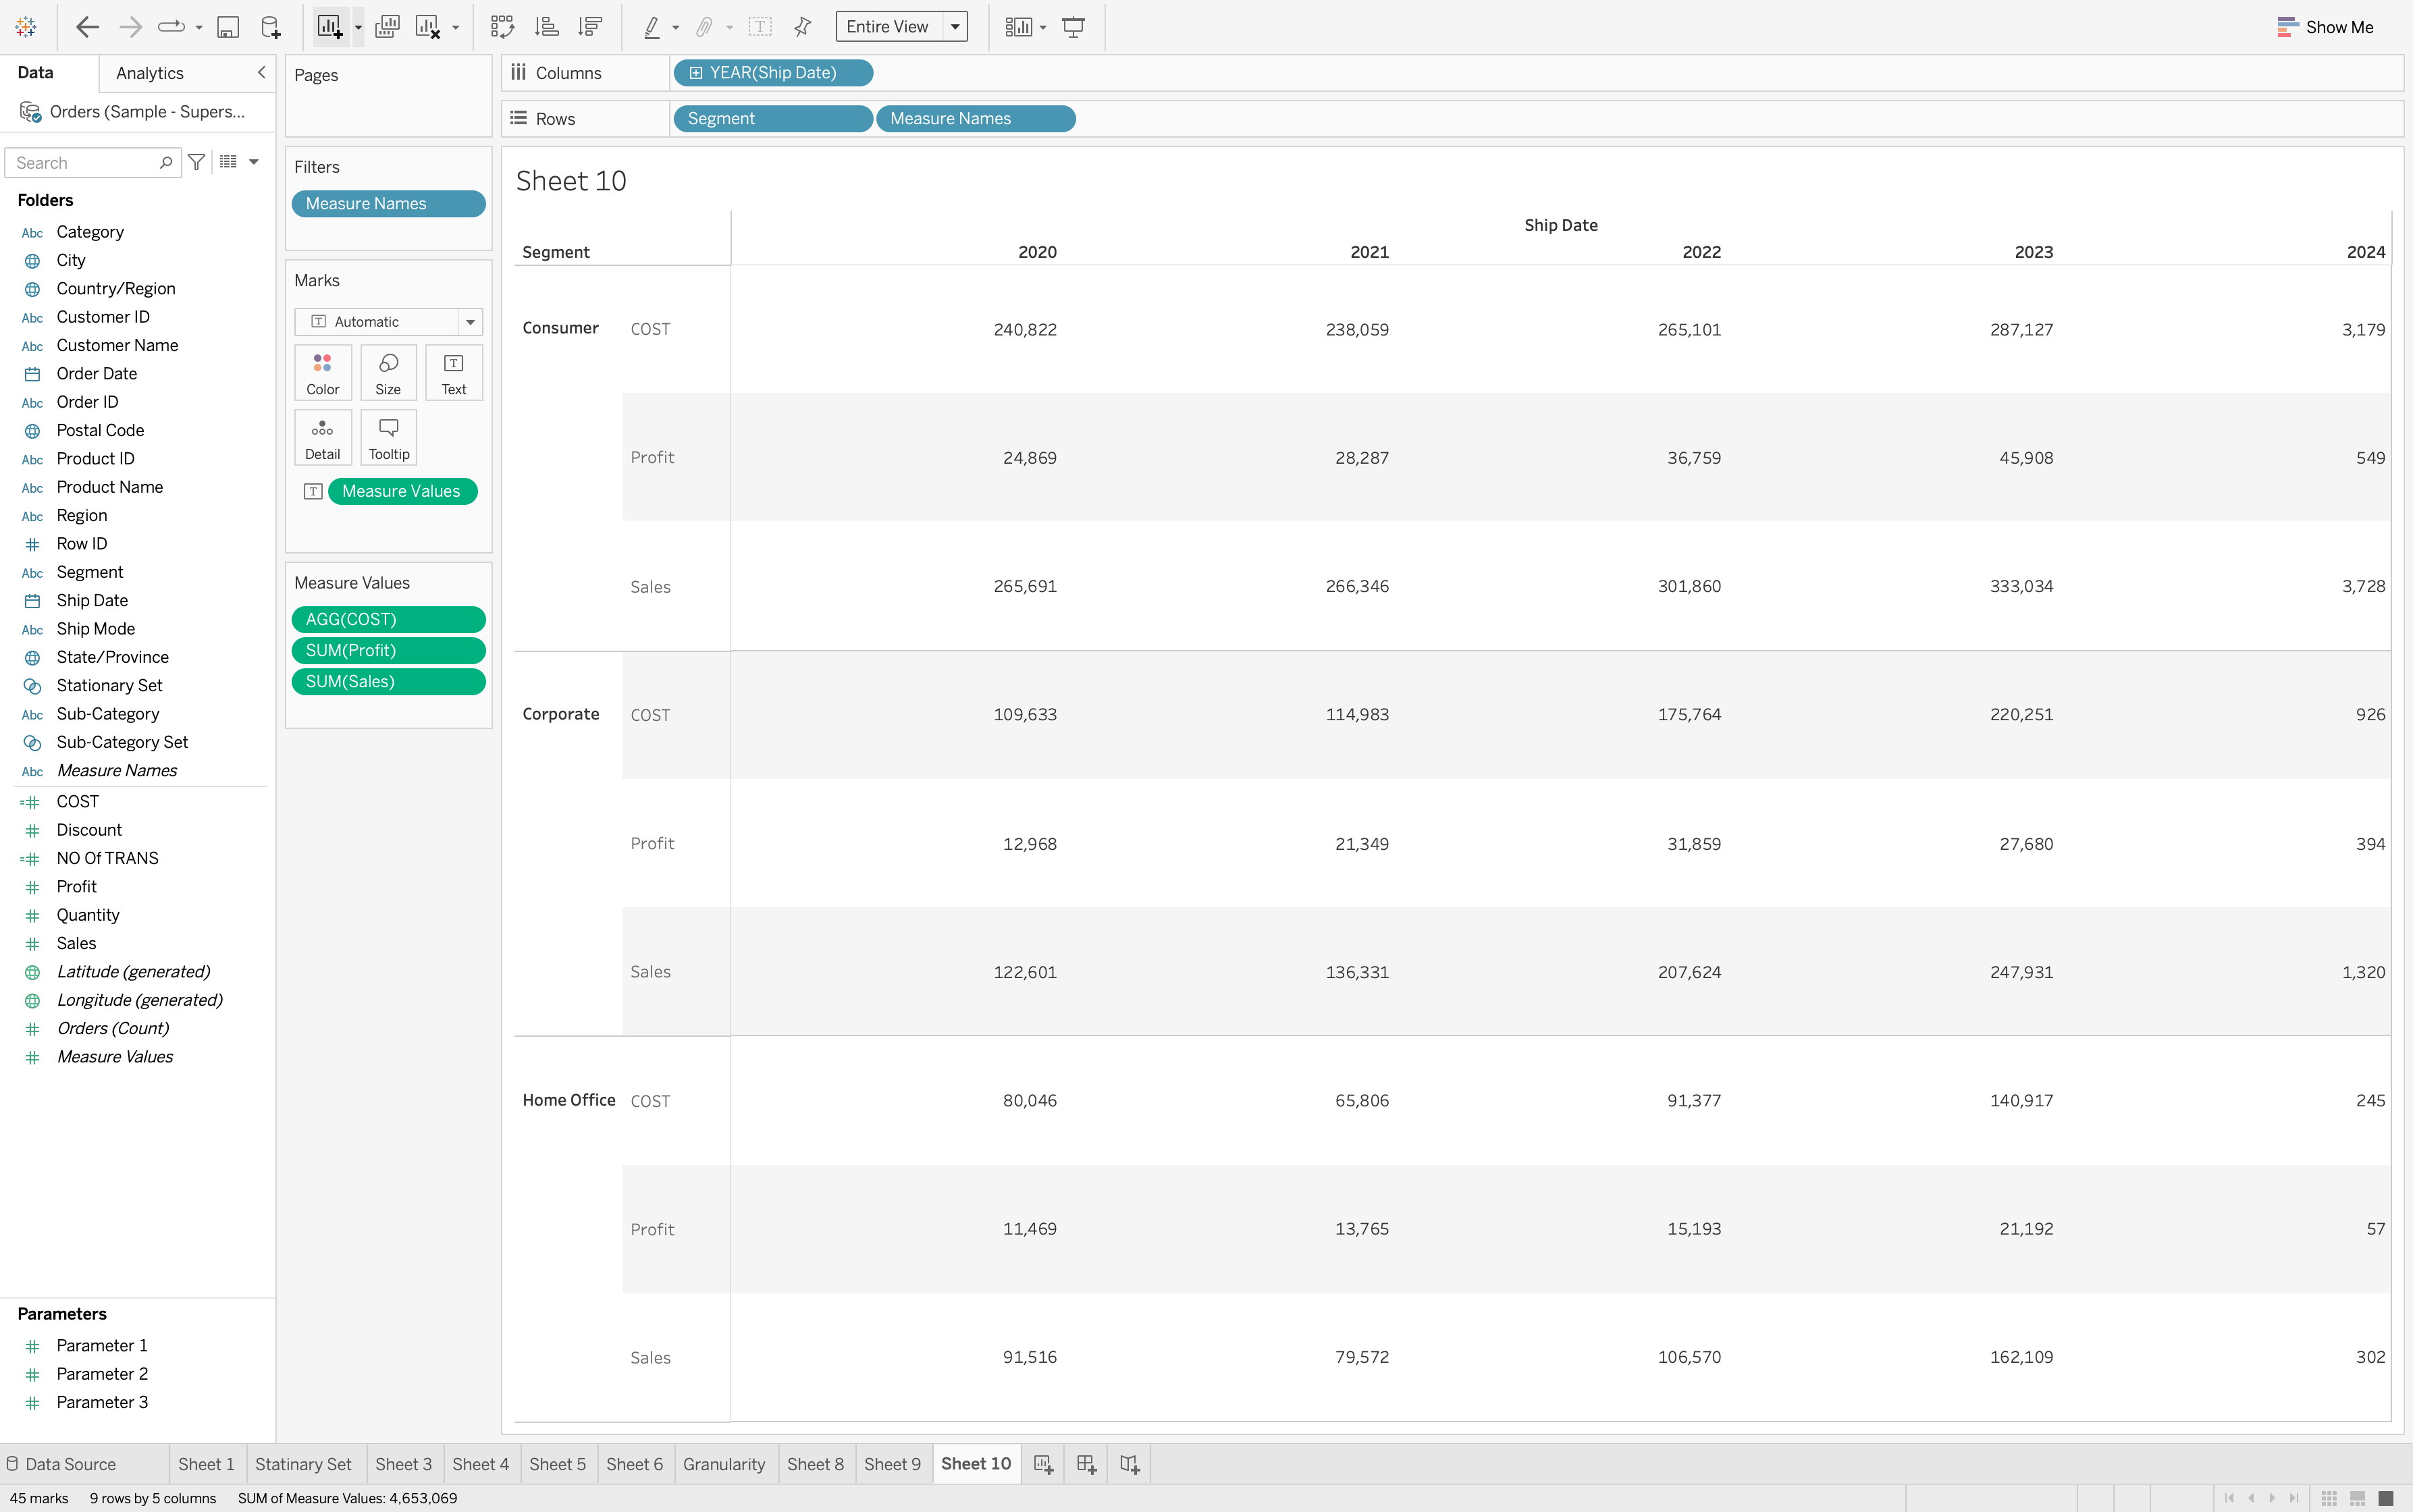 Entire View
Show Me
Data
Analytics
Pages
Columns
YEAR(Ship Date)
Orders (Sample - Supers...
Rows
Segment
Measure Names
Search
Filters
Measure Names
Folders
Abc Category
City
Country/Region
Abc Customer ID
Abc Customer Name
Order Date
Abc Order ID
Postal Code
Abc Product ID
Abc Product Name
Abc Region
Row ID
Abc Segment
Ship Date
Abc Ship Mode
State/Province
Stationary Set
Abc Sub-Category
Sub-Category Set
Abc Measure Names
COST
Discount
NO Of TRANS
Profit
Quantity
Sales
Latitude (generated)
Longitude (generated)
Orders (Count)
Measure Values
Parameters
Parameter 1
Parameter 2
Parameter 3
Marks
Automatic
Color Size Text
Detail Tooltip
Measure Values
Measure Values
AGG(COST)
SUM(Profit)
SUM(Sales)
Sheet 10
Ship Date
Segment 2020 2021 2022 2023 2024
Consumer COST 240,822 238,059 265,101 287,127 3,179
Profit 24,869 28,287 36,759 45,908 549
Sales 265,691 266,346 301,860 333,034 3,728
Corporate COST 109,633 114,983 175,764 220,251 926
Profit 12,968 21,349 31,859 27,680 394
Sales 122,601 136,331 207,624 247,931 1,320
Home Office COST 80,046 65,806 91,377 140,917 245
Profit 11,469 13,765 15,193 21,192 57
Sales 91,516 79,572 106,570 162,109 302
Data Source Sheet 1 Statinary Set Sheet 3 Sheet 4 Sheet 5 Sheet 6 Granularity Sheet 8 Sheet 9 Sheet 10
45 marks 9 rows by 5 columns SUM of Measure Values: 4,653,069